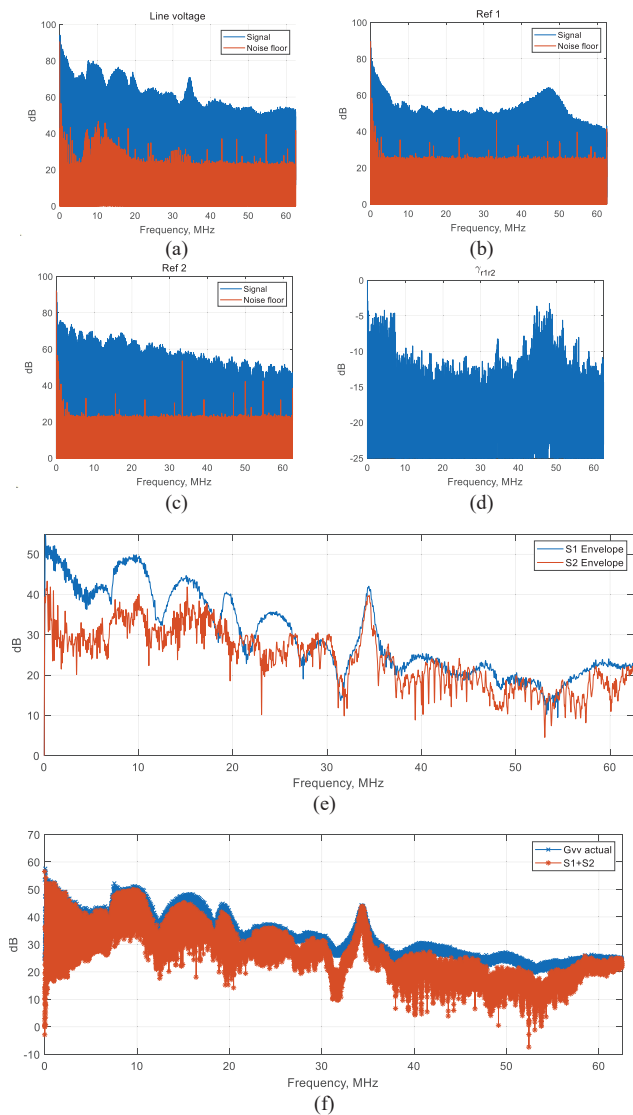 Line voltage
100
80
60
40
20
0
dB
Signal
Noise floor
0 10 20 30 40 50 60
Frequency, MHz
(a)
Ref 1
100
80
60
40
20
0
dB
Signal
Noise floor
0 10 20 30 40 50 60
Frequency, MHz
(b)
Ref 2
100
80
60
40
20
0
dB
Signal
Noise floor
0 10 20 30 40 50 60
Frequency, MHz
(c)
γr1r2
0
-5
-10
-15
-20
-25
dB
0 10 20 30 40 50 60
Frequency, MHz
(d)
50
40
30
20
10
0
dB
S1 Envelope
S2 Envelope
0 10 20 30 40 50 60
Frequency, MHz
(e)
70
60
50
40
30
20
10
0
-10
dB
Gvv actual
S1+S2
0 10 20 30 40 50 60
Frequency, MHz
(f)